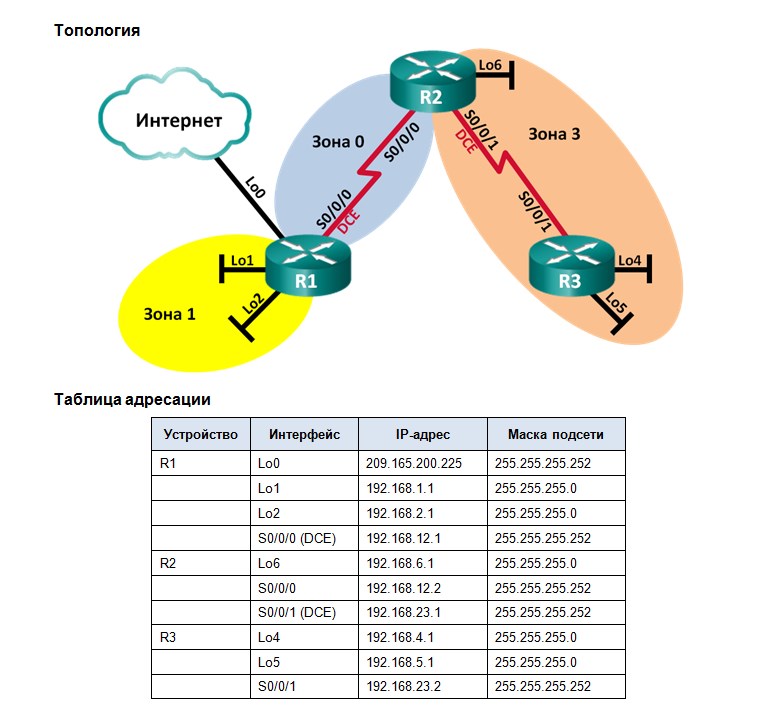 Топология
Интернет
Зона 0
Зона 3
Зона 1
R2
Lo6
S0/0/0
S0/0/1
DCE
Lo0
S0/0/0
DCE
S0/0/1
Lo1
Lo2
R1
R3
Lo4
Lo5
Таблица адресации
Устройство Интерфейс IP-адрес Маска подсети
R1 Lo0 209.165.200.225 255.255.255.252
Lo1 192.168.1.1 255.255.255.0
Lo2 192.168.2.1 255.255.255.0
S0/0/0 (DCE) 192.168.12.1 255.255.255.252
R2 Lo6 192.168.6.1 255.255.255.0
S0/0/0 192.168.12.2 255.255.255.252
S0/0/1 (DCE) 192.168.23.1 255.255.255.252
R3 Lo4 192.168.4.1 255.255.255.0
Lo5 192.168.5.1 255.255.255.0
S0/0/1 192.168.23.2 255.255.255.252